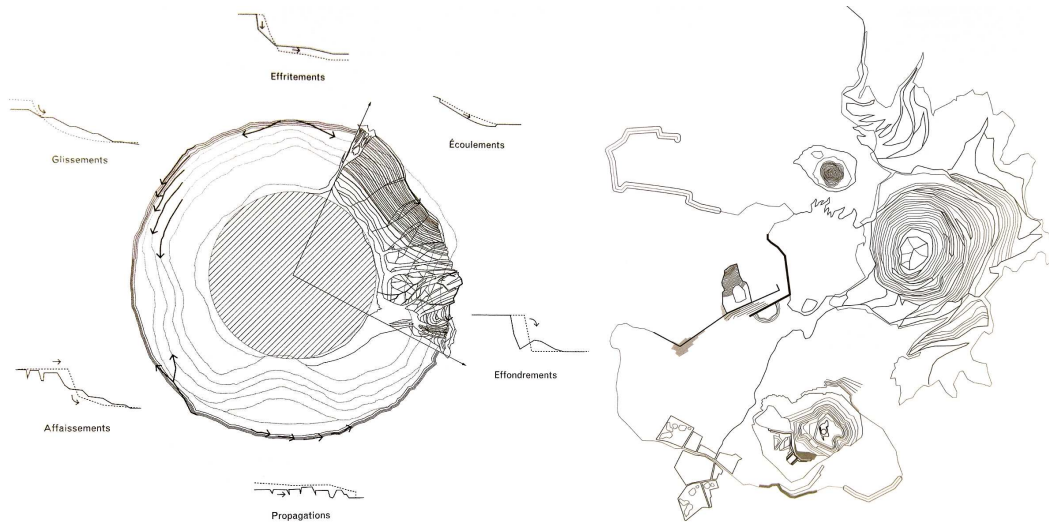 Effritements
Écoulements
Glissements
Effondrements
Affaissements
Propagations